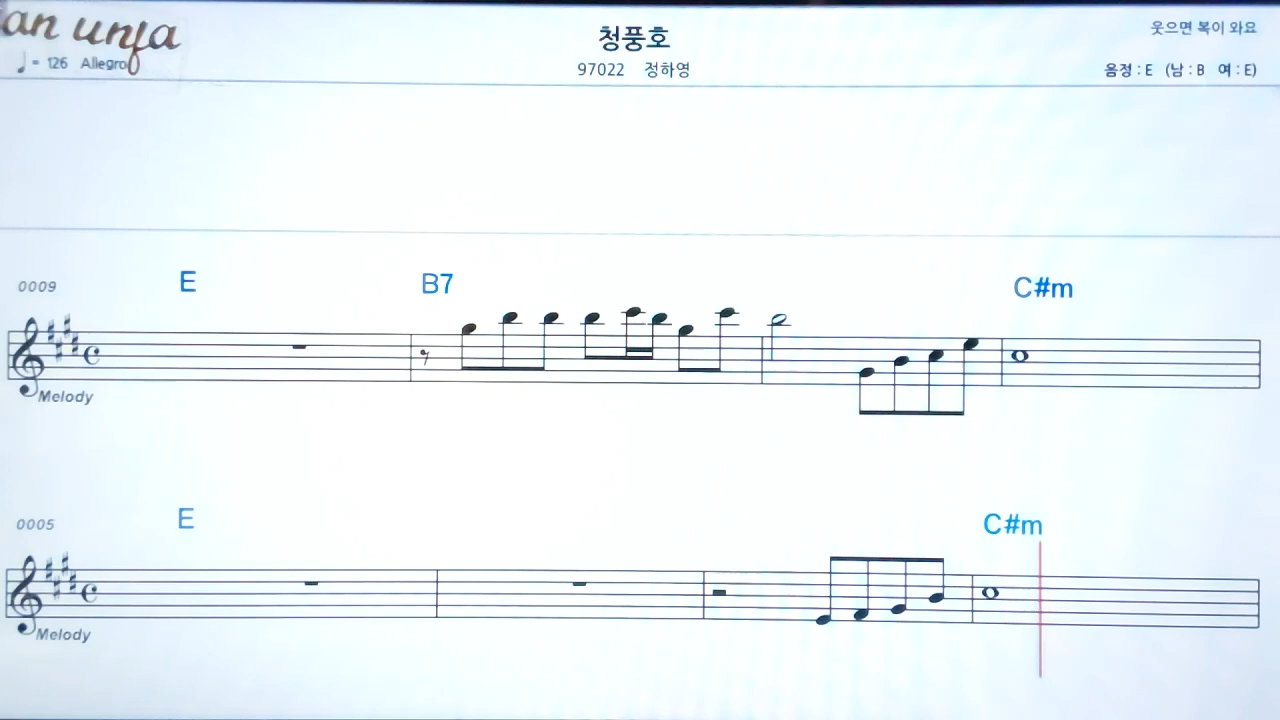 an unja
♩= 126 Allegro
청풍호
97022 정하영
웃으면 복이 와요
음정 : E (남 : B 여 : E)
0009 E B7 C#m
Melody
0005 E C#m
Melody